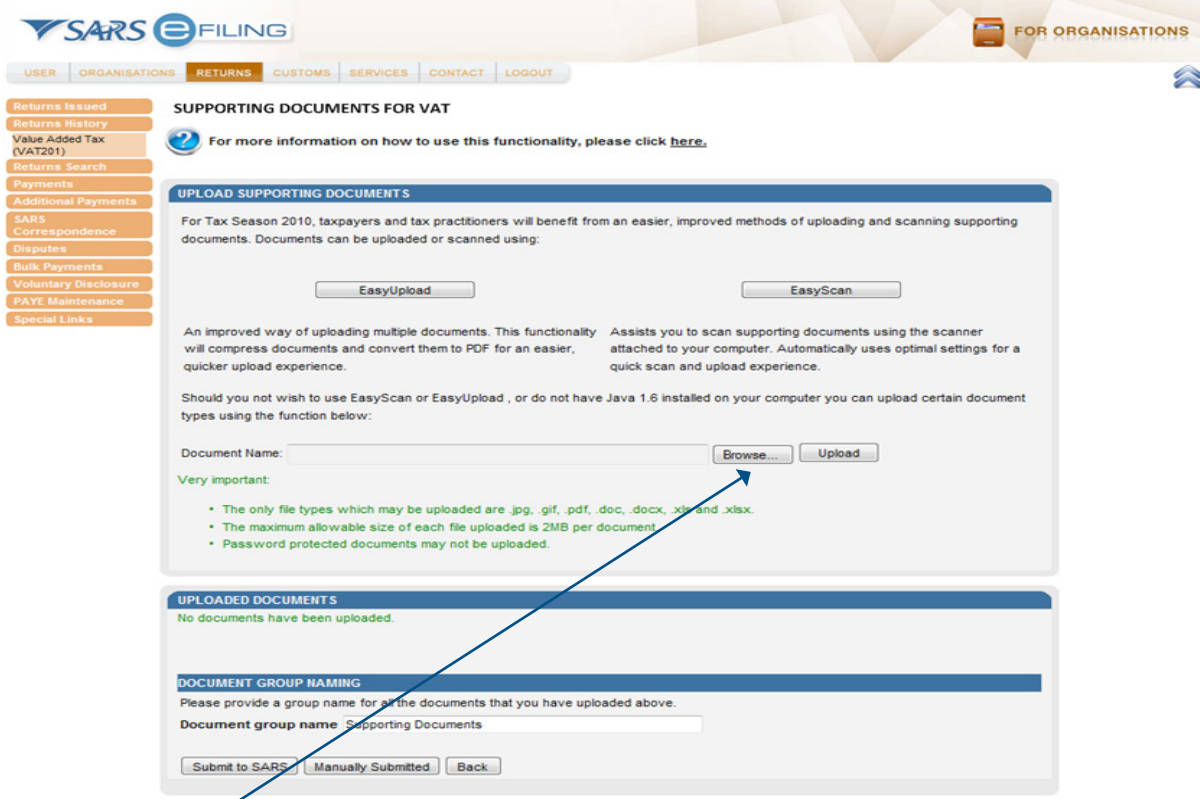 SARS eFILING
FOR ORGANISATIONS
USER ORGANISATIONS RETURNS CUSTOMS SERVICES CONTACT LOGOUT
Returns Issued
Returns History
Value Added Tax
(VAT201)
Returns Search
Payments
Additional Payments
SARS
Correspondence
Disputes
Bulk Payments
Voluntary Disclosure
PAYE Maintenance
Special Links
SUPPORTING DOCUMENTS FOR VAT
For more information on how to use this functionality, please click here.
UPLOAD SUPPORTING DOCUMENTS
For Tax Season 2010, taxpayers and tax practitioners will benefit from an easier, improved methods of uploading and scanning supporting
documents. Documents can be uploaded or scanned using:
EasyUpload
An improved way of uploading multiple documents. This functionality
will compress documents and convert them to PDF for an easier,
quicker upload experience.
EasyScan
Assists you to scan supporting documents using the scanner
attached to your computer. Automatically uses optimal settings for a
quick scan and upload experience.
Should you not wish to use EasyScan or EasyUpload , or do not have Java 1.6 installed on your computer you can upload certain document
types using the function below:
Document Name: Browse... Upload
Very important:
• The only file types which may be uploaded are .jpg, .gif, .pdf, .doc, .docx, .xls and .xlsx.
• The maximum allowable size of each file uploaded is 2MB per document.
• Password protected documents may not be uploaded.
UPLOADED DOCUMENTS
No documents have been uploaded.
DOCUMENT GROUP NAMING
Please provide a group name for all the documents that you have uploaded above.
Document group name Supporting Documents
Submit to SARS Manually Submitted Back